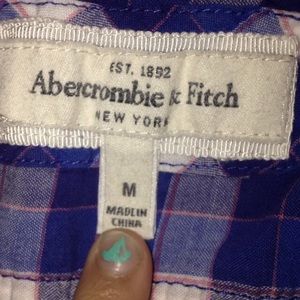 EST. 1892
Abercrombie & Fitch
NEW YORK
M
MADE IN
CHINA